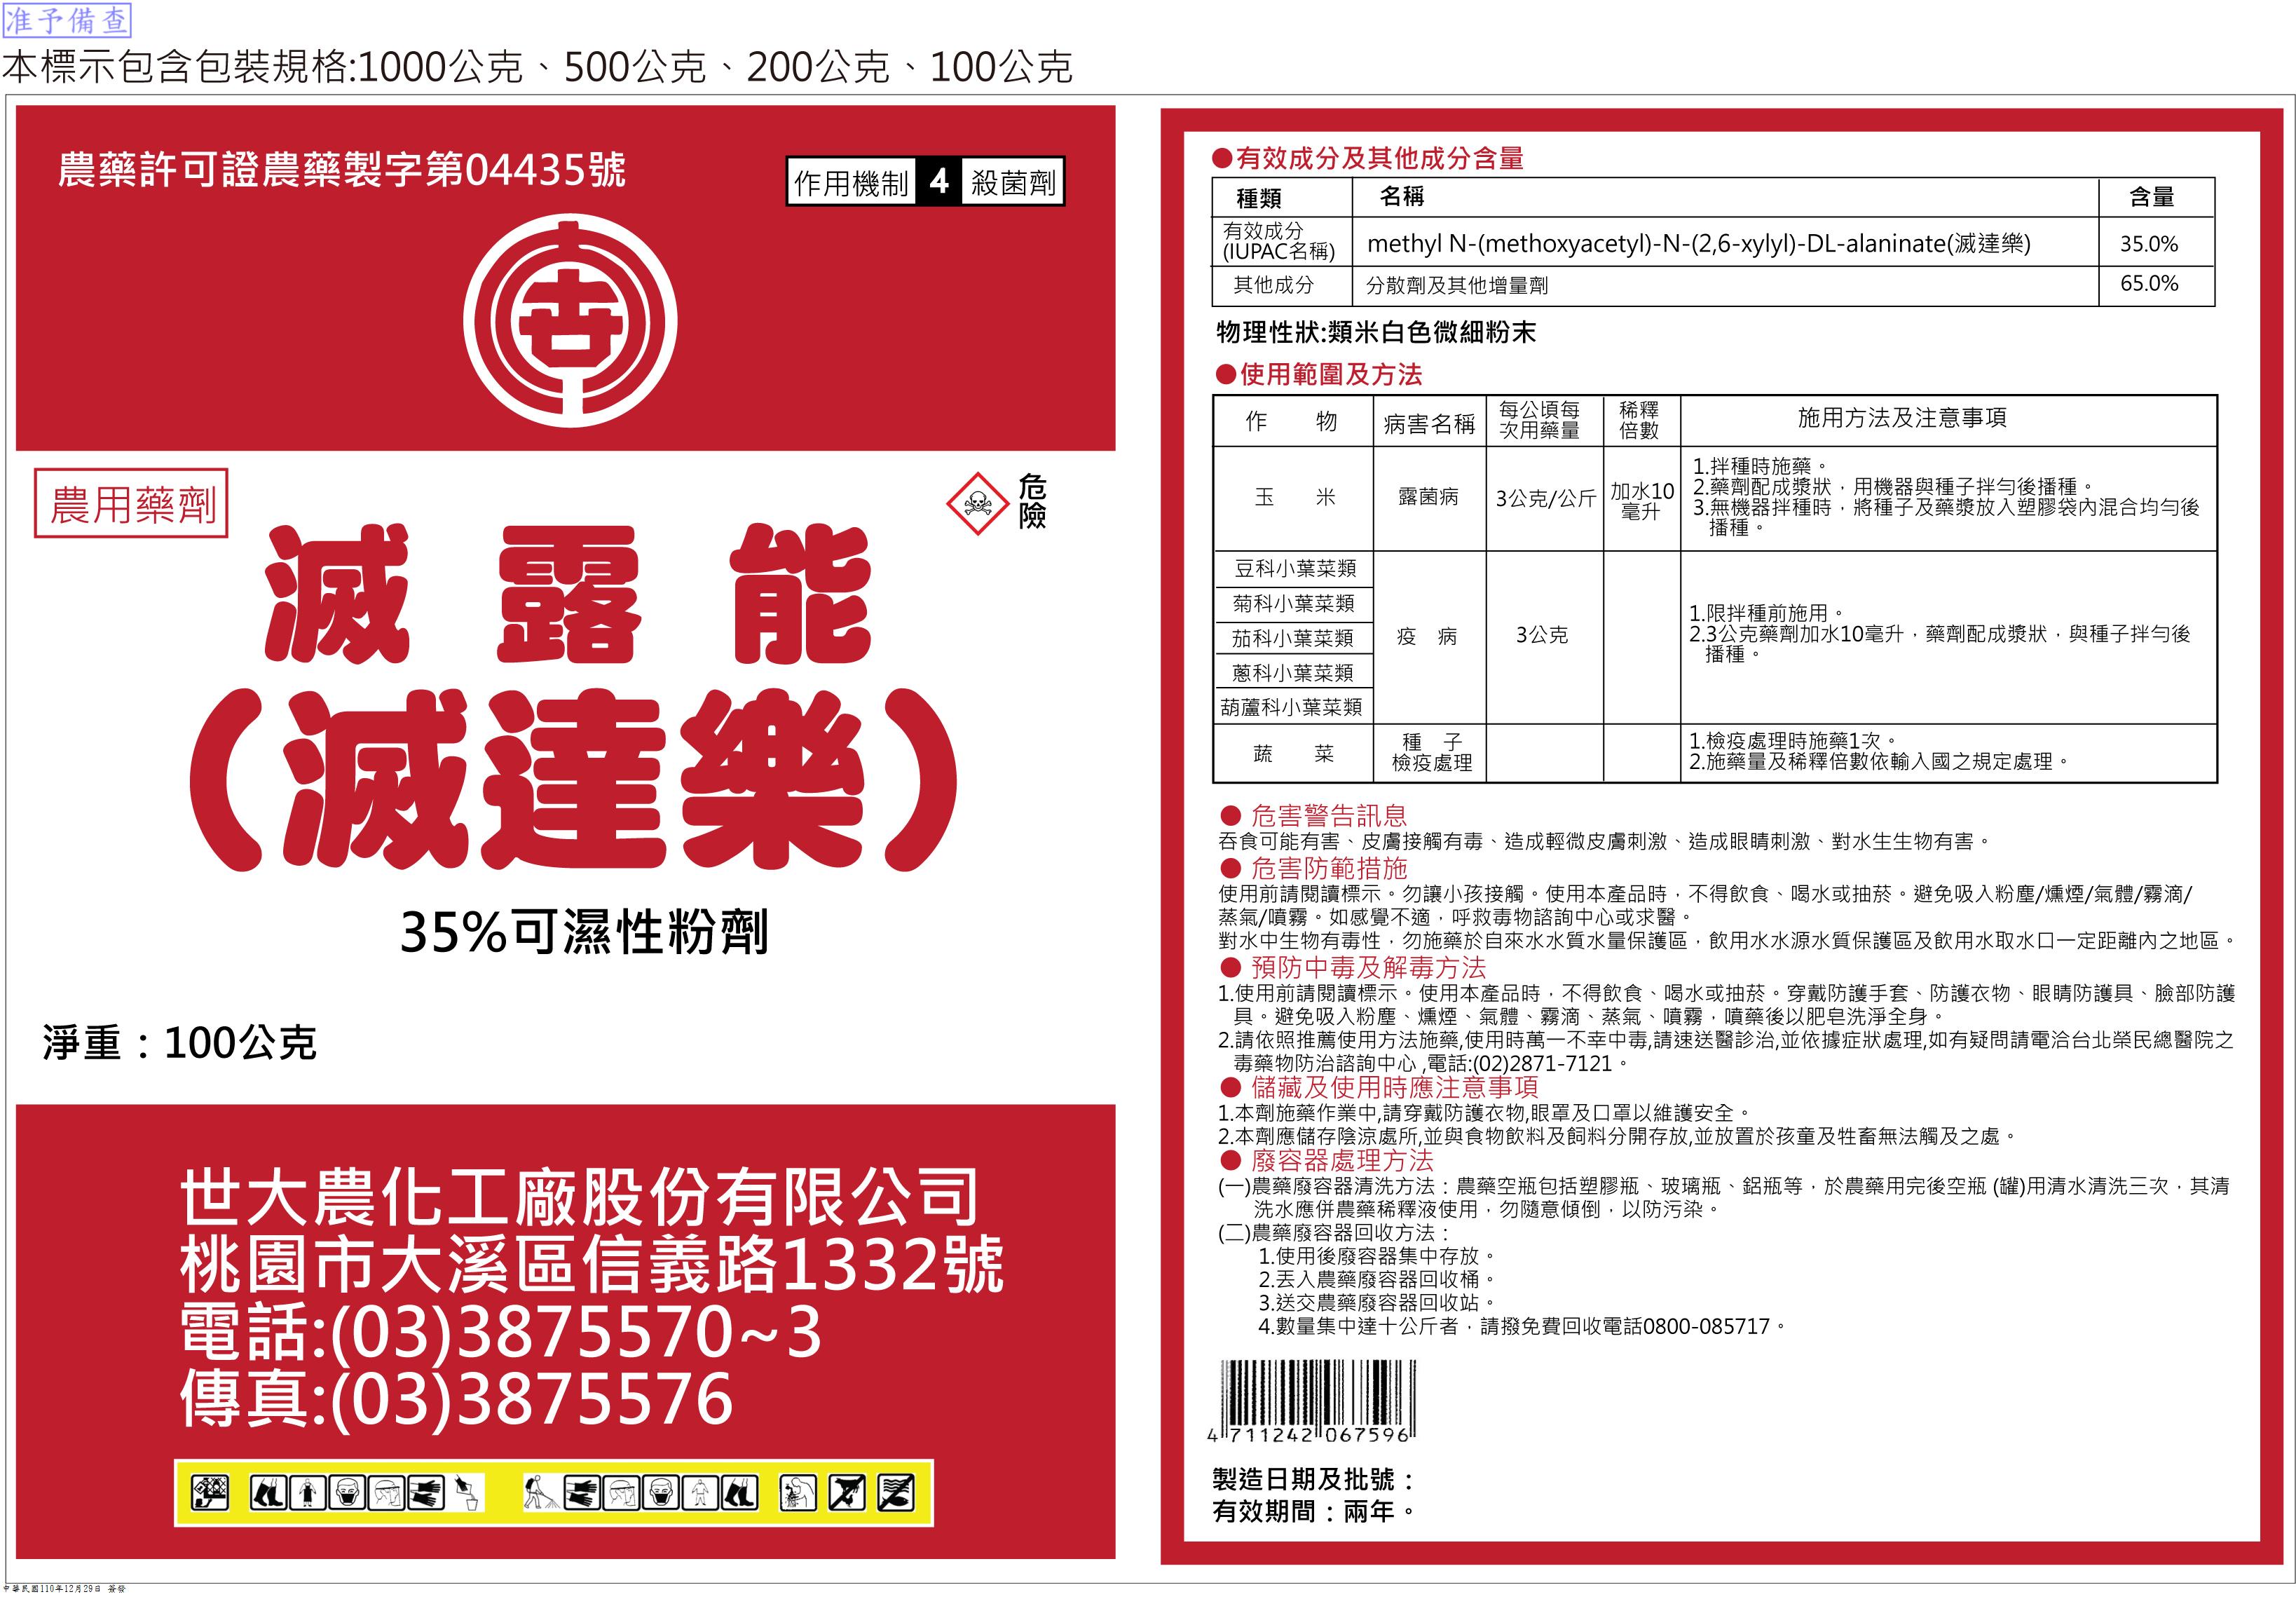 准予備查
本標示包含包裝規格:1000公克、500公克、200公克、100公克
農藥許可證農藥製字第04435號
作用機制 4 殺菌劑
農用藥劑
危險
滅露能
(滅達樂)
35%可濕性粉劑
淨重：100公克
世大農化工廠股份有限公司
桃園市大溪區信義路1332號
電話:(03)3875570~3
傳真:(03)3875576
●有效成分及其他成分含量
種類 名稱 含量
有效成分
(IUPAC名稱) methyl N-(methoxyacetyl)-N-(2,6-xylyl)-DL-alaninate(滅達樂) 35.0%
其他成分 分散劑及其他增量劑 65.0%
物理性狀:類米白色微細粉末
●使用範圍及方法
作 物 病害名稱 每公頃每次用藥量 稀釋倍數 施用方法及注意事項
玉 米 露菌病 3公克/公斤 加水10毫升
1.拌種時施藥。
2.藥劑配成漿狀，用機器與種子拌勻後播種。
3.無機器拌種時，將種子及藥漿放入塑膠袋內混合均勻後
播種。
豆科小葉菜類
菊科小葉菜類
茄科小葉菜類
蔥科小葉菜類
葫蘆科小葉菜類
疫 病 3公克
1.限拌種前施用。
2.3公克藥劑加水10毫升，藥劑配成漿狀，與種子拌勻後
播種。
蔬 菜 種 子
檢疫處理
1.檢疫處理時施藥1次。
2.施藥量及稀釋倍數依輸入國之規定處理。
● 危害警告訊息
吞食可能有害、皮膚接觸有毒、造成輕微皮膚刺激、造成眼睛刺激、對水生生物有害。
● 危害防範措施
使用前請閱讀標示。勿讓小孩接觸。使用本產品時，不得飲食、喝水或抽菸。避免吸入粉塵/燻煙/氣體/霧滴/
蒸氣/噴霧。如感覺不適，呼救毒物諮詢中心或求醫。
對水中生物有毒性，勿施藥於自來水水質水量保護區，飲用水水源水質保護區及飲用水取水口一定距離內之地區。
● 預防中毒及解毒方法
1.使用前請閱讀標示。使用本產品時，不得飲食、喝水或抽菸。穿戴防護手套、防護衣物、眼睛防護具、臉部防護
具。避免吸入粉塵、燻煙、氣體、霧滴、蒸氣、噴霧，噴藥後以肥皂洗淨全身。
2.請依照推薦使用方法施藥,使用時萬一不幸中毒,請速送醫診治,並依據症狀處理,如有疑問請電洽台北榮民總醫院之
毒藥物防治諮詢中心,電話:(02)2871-7121。
● 儲藏及使用時應注意事項
1.本劑施藥作業中,請穿戴防護衣物,眼罩及口罩以維護安全。
2.本劑應儲存陰涼處所,並與食物飲料及飼料分開存放,並放置於孩童及牲畜無法觸及之處。
● 廢容器處理方法
(一)農藥廢容器清洗方法：農藥空瓶包括塑膠瓶、玻璃瓶、鋁瓶等，於農藥用完後空瓶 (罐)用清水清洗三次，其清
洗水應併農藥稀釋液使用，勿隨意傾倒，以防污染。
(二)農藥廢容器回收方法：
1.使用後廢容器集中存放。
2.丟入農藥廢容器回收桶。
3.送交農藥廢容器回收站。
4.數量集中達十公斤者，請撥免費回收電話0800-085717。
4 711242 067596
製造日期及批號：
有效期間：兩年。
中華民國110年12月29日 簽發